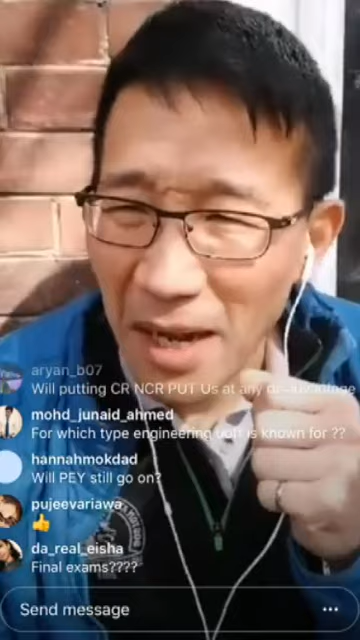 aryan_b07
Will putting CR NCR PUT Us at any
mohd_junaid_ahmed
For which type engineering uoft is known for ??
hannahmokdad
Will PEY still go on?
pujeevariawa
👍
da_real_eisha
Final exams????
Send message